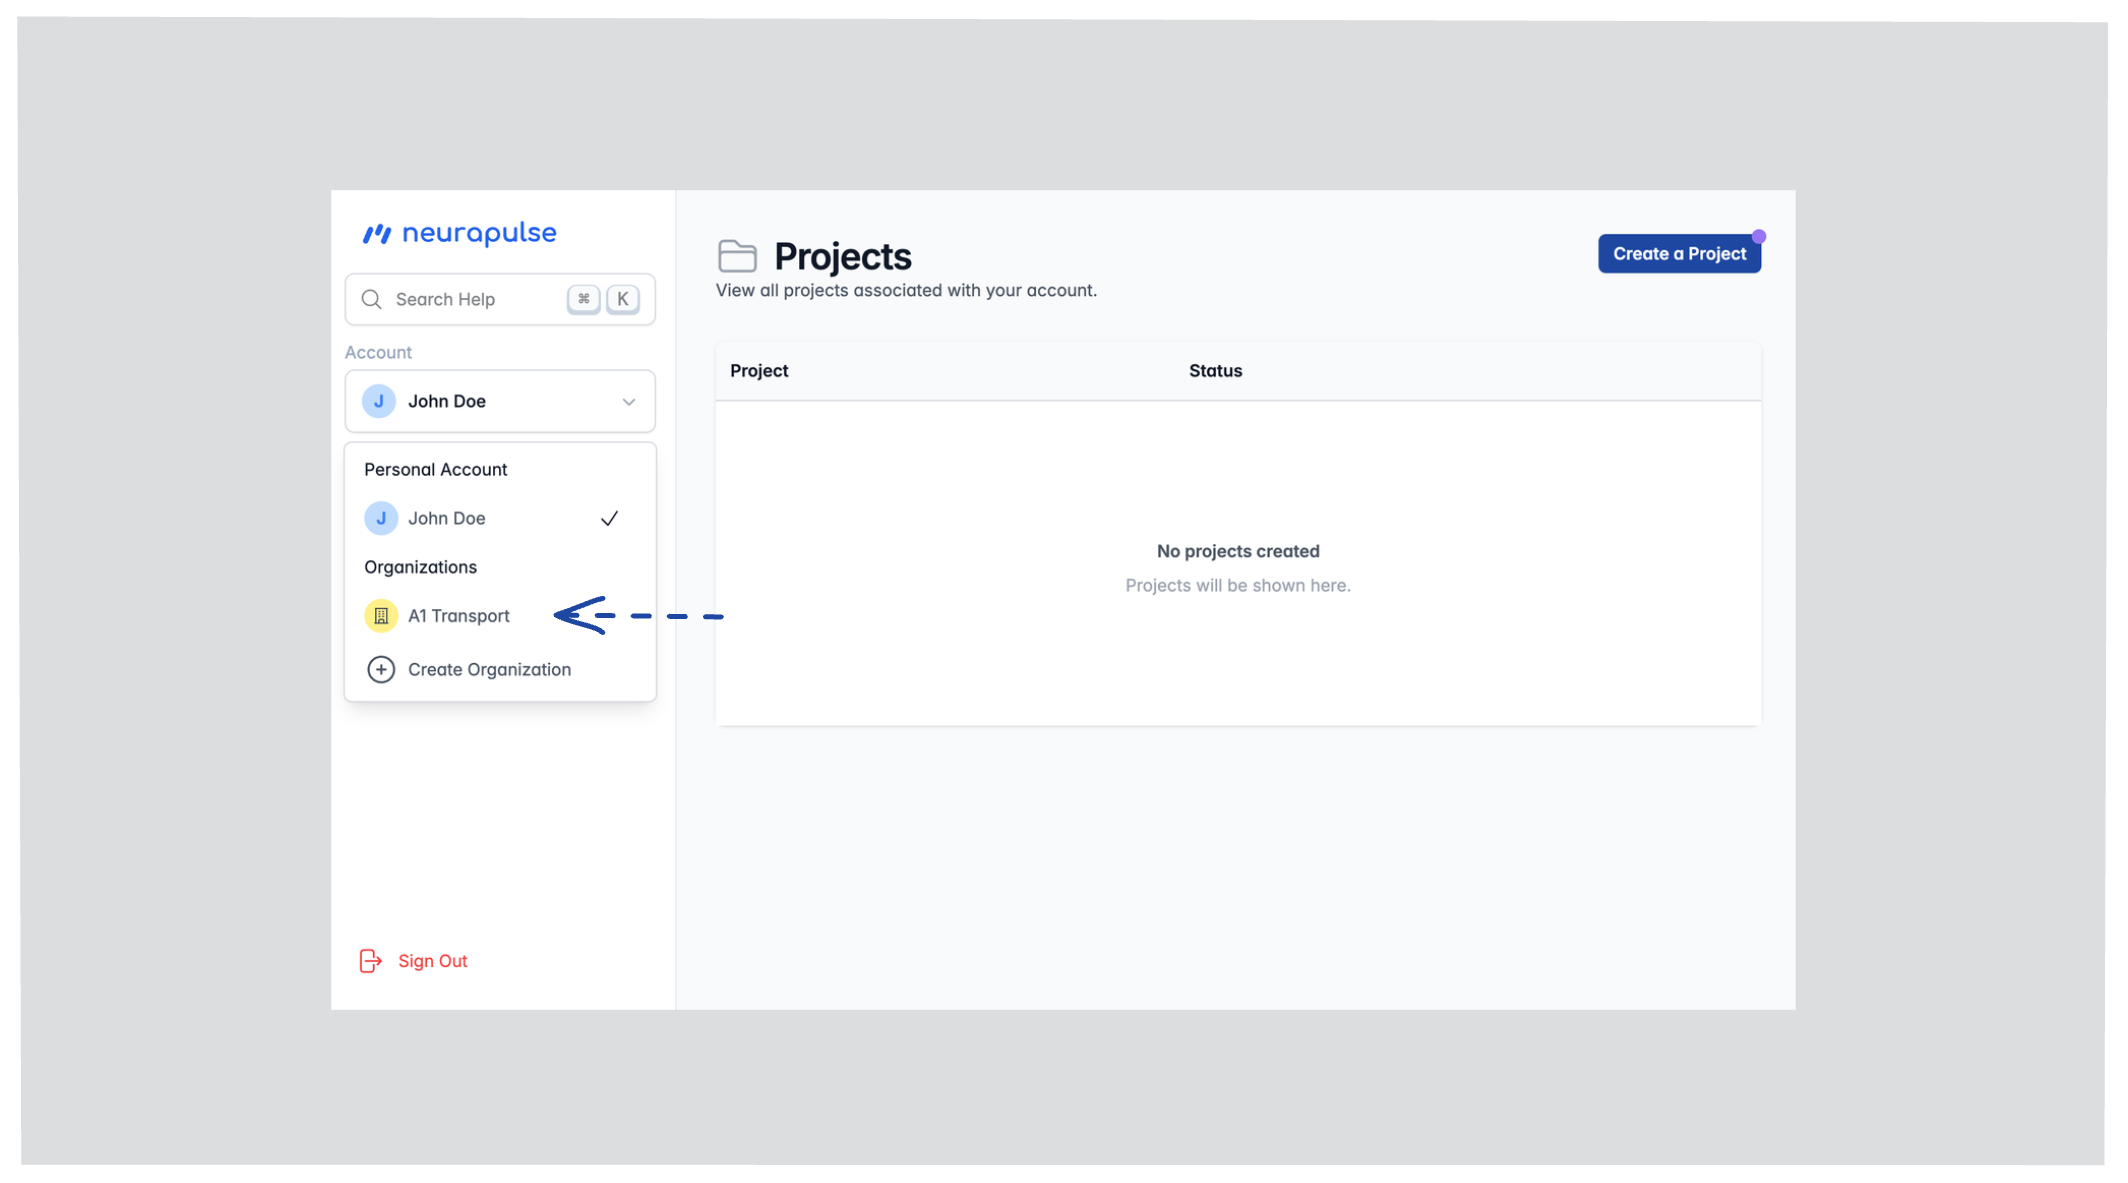 neurapulse
Search Help ⌘ K
Account
J John Doe
Personal Account
J John Doe
Organizations
A1 Transport
Create Organization
Sign Out
Projects
View all projects associated with your account.
Create a Project
Project Status
No projects created
Projects will be shown here.